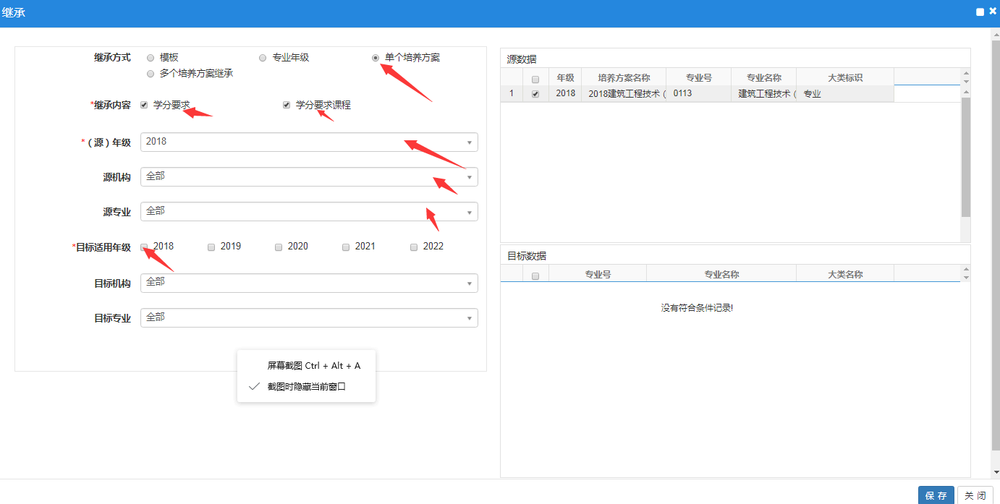 继承
继承方式 模板 专业年级 单个培养方案
多个培养方案继承
*继承内容 学分要求 学分要求课程
*（源）年级 2018
源机构 全部
源专业 全部
*目标适用年级 2018 2019 2020 2021 2022
目标机构 全部
目标专业 全部
屏幕截图 Ctrl + Alt + A
截图时隐藏当前窗口
源数据
年级 培养方案名称 专业号 专业名称 大类标识
1 2018 2018建筑工程技术（ 0113 建筑工程技术（ 专业
目标数据
专业号 专业名称 大类名称
没有符合条件记录!
保 存 关 闭